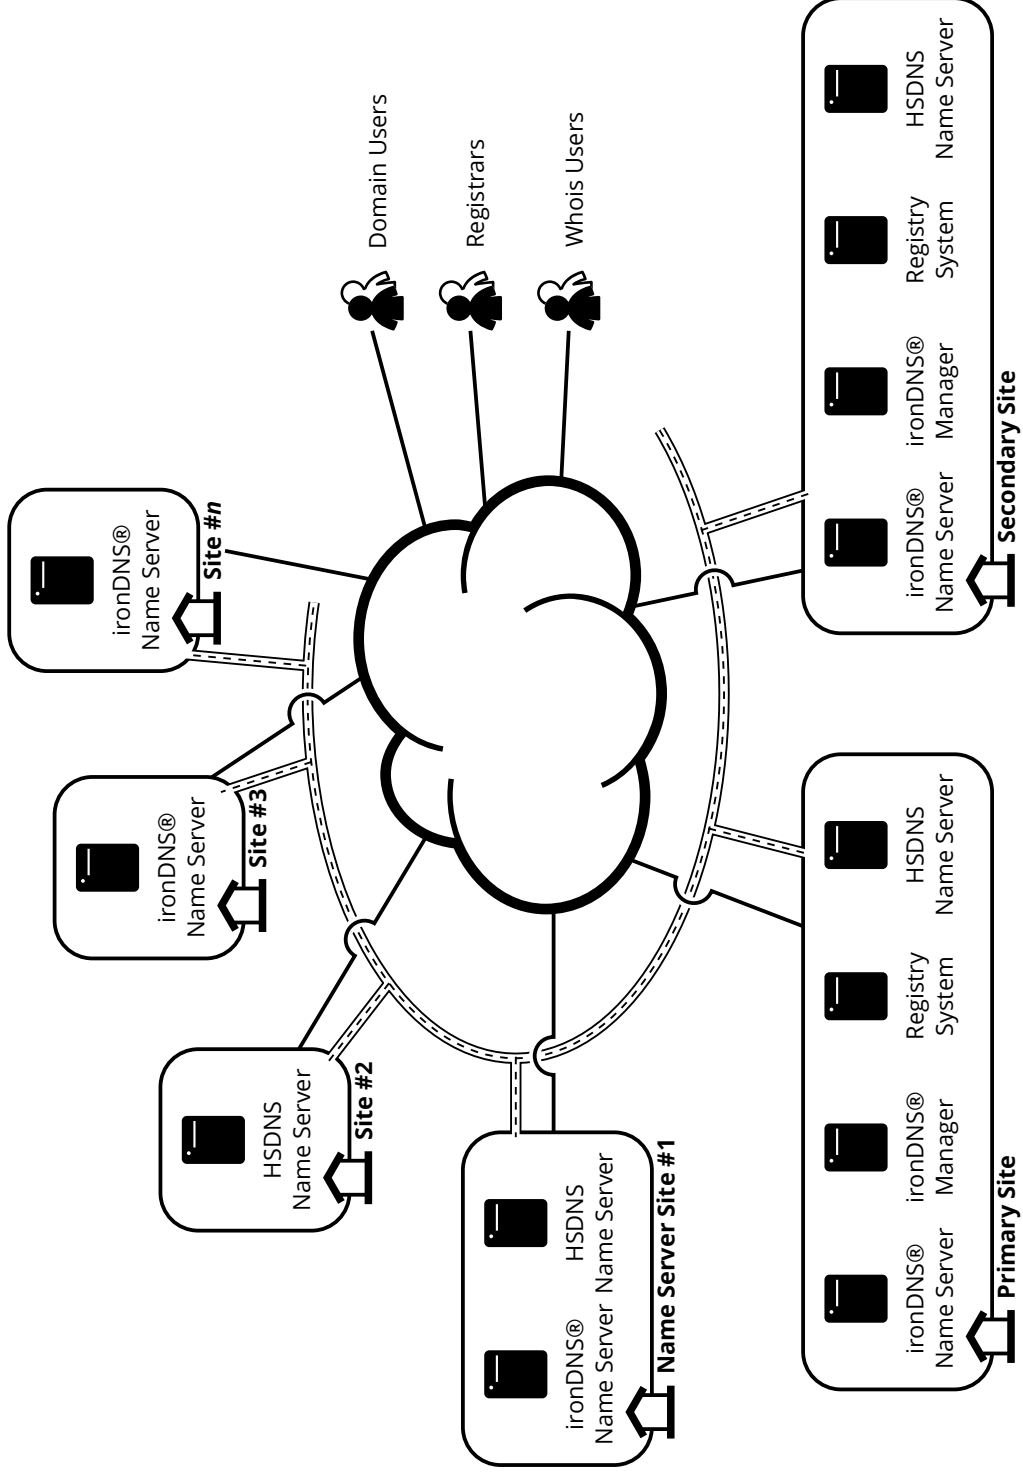 ironDNS®
Name Server
Site #n
ironDNS®
Name Server
Site #3
HSDNS
Name Server
Site #2
Domain Users
Registrars
Whois Users
ironDNS®
Name Server
HSDNS
Name Server
Name Server Site #1
ironDNS®
Name Server
ironDNS®
Manager
Registry
System
HSDNS
Name Server
Primary Site
ironDNS®
Name Server
ironDNS®
Manager
Registry
System
HSDNS
Name Server
Secondary Site